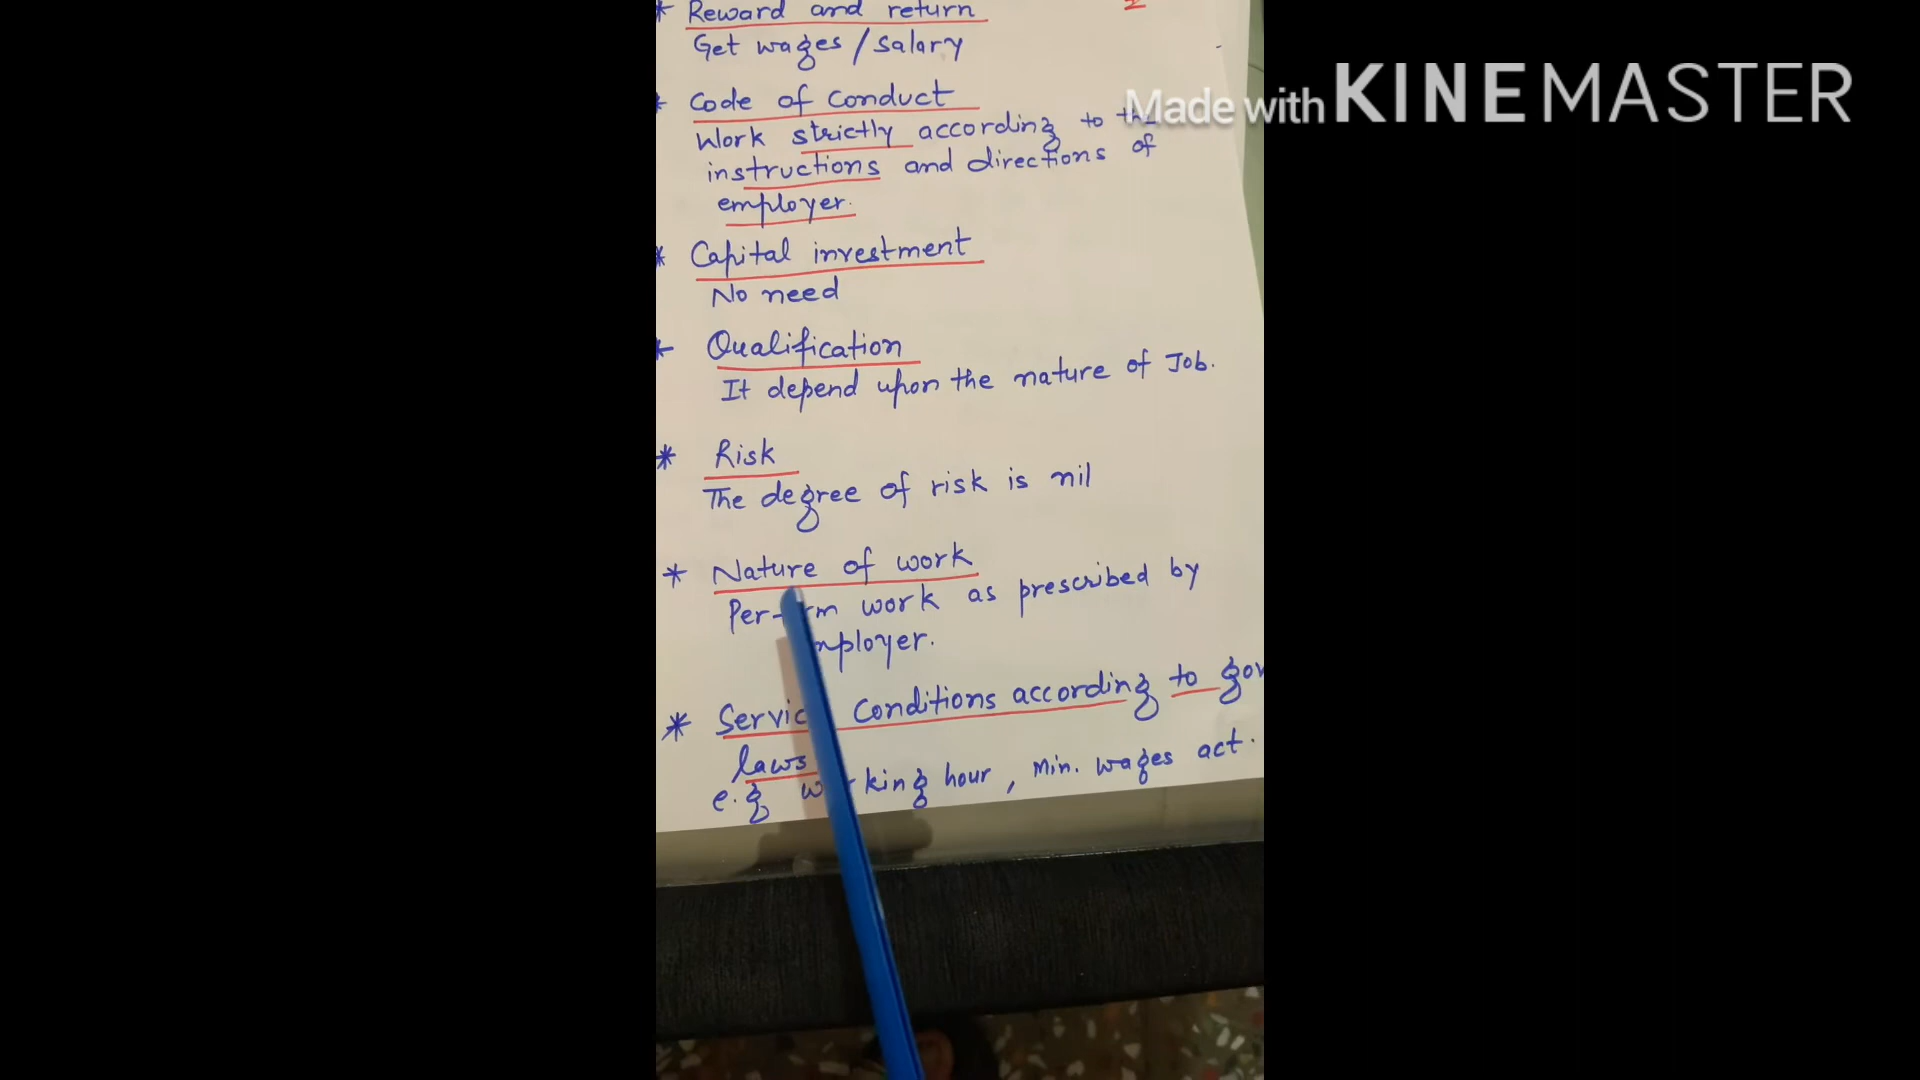 * Reward and return
Get wages / salary
* Code of Conduct
Work strictly according to the
instructions and directions of
employer.
* Capital investment
No need
* Qualification
It depend upon the nature of Job.
* Risk
The degree of risk is nil
* Nature of work
work as prescribed by
* conditions according to
laws
e.g hour, Min. wages act.
Made with KINEMASTER